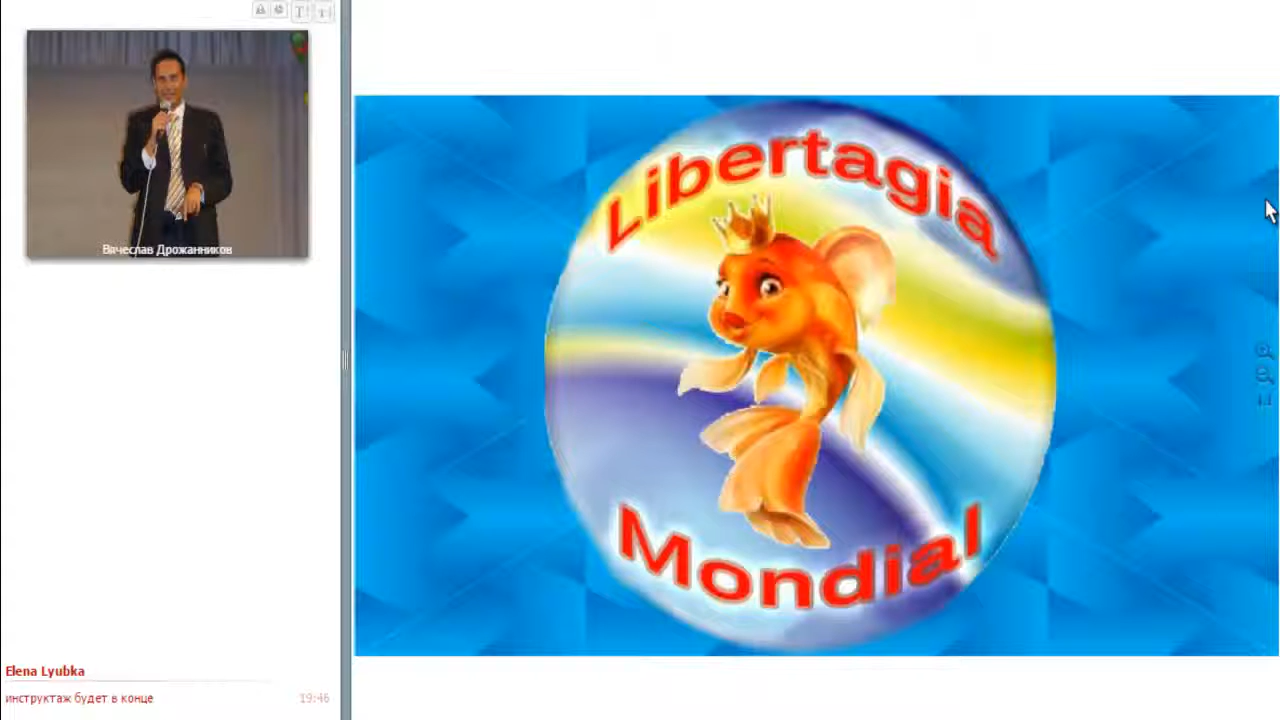 Вячеслав Дрожанников
Libertagia
Mondial
Elena Lyubka
инструктаж будет в конце
19:46